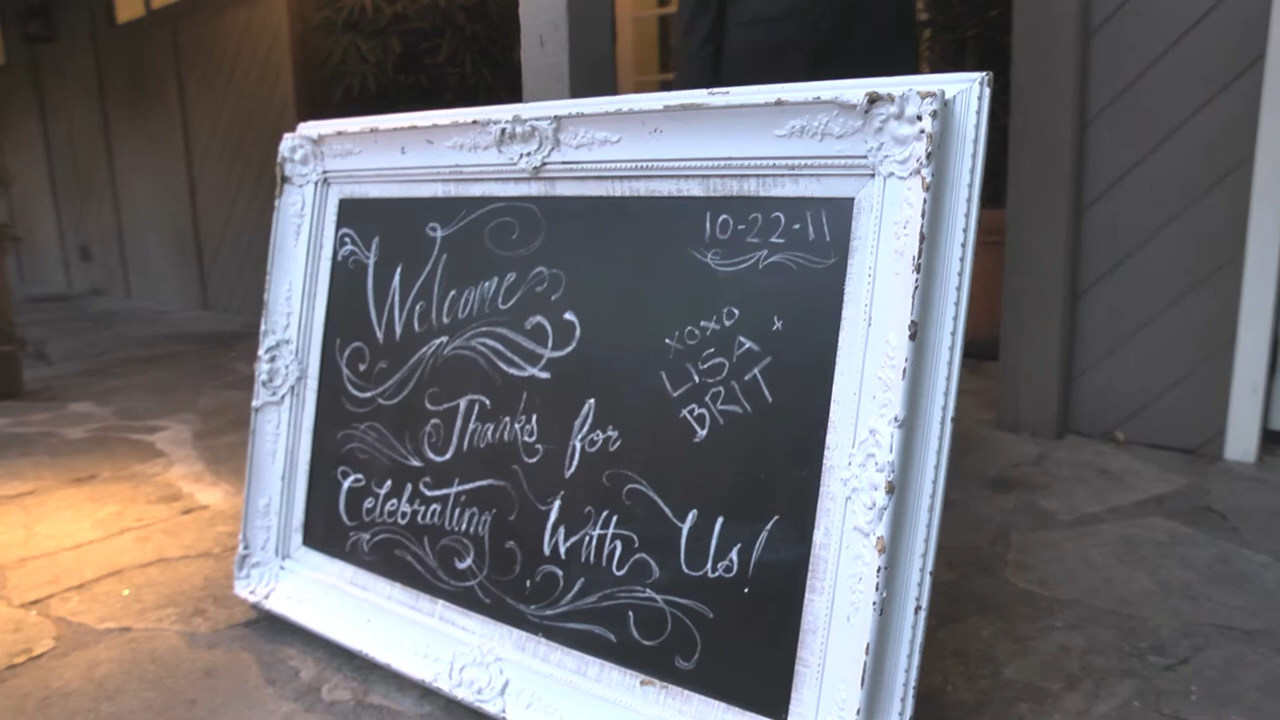 Welcome
Thanks for
Celebrating With Us!
10-22-11
XOXO
LISA +
BRIT